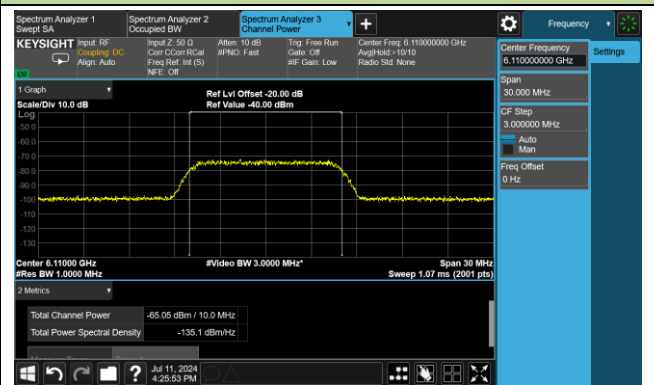 Spectrum Analyzer 1
Swept SA
Spectrum Analyzer 2
Occupied BW
Spectrum Analyzer 3
Channel Power
Frequency
KEYSIGHT
Input: RF
Coupling: DC
Align: Auto
Input Z: 50 Ω
Corr CCorr RCal
Freq Ref: Int (S)
NFE: Off
Atten: 10 dB
#PNO: Fast
Trig: Free Run
Gate: Off
#IF Gain: Low
Center Freq: 6.110000000 GHz
Avg|Hold:>10/10
Radio Std: None
LXI
Center Frequency
6.110000000 GHz
Settings
Span
30.000 MHz
CF Step
3.000000 MHz
Auto
Man
Freq Offset
0 Hz
1 Graph
Scale/Div 10.0 dB
Ref Lvl Offset -20.00 dB
Ref Value -40.00 dBm
Log
-50.0
-60.0
-70.0
-80.0
-90.0
-100
-110
-120
-130
Center 6.11000 GHz
#Video BW 3.0000 MHz*
Span 30 MHz
#Res BW 1.0000 MHz
Sweep 1.07 ms (2001 pts)
2 Metrics
Total Channel Power -65.05 dBm / 10.0 MHz
Total Power Spectral Density -135.1 dBm/Hz
?
Jul 11, 2024
4:25:53 PM